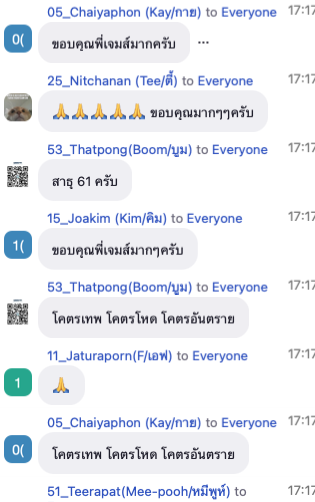 05_Chaiyaphon (Kay/กาย) to Everyone 17:17
0(
ขอบคุณพี่เจมส์มากครับ ...
25_Nitchanan (Tee/ตี้) to Everyone 17:17
🙏🙏🙏🙏🙏 ขอบคุณมากๆๆครับ
53_Thatpong(Boom/บูม) to Everyone 17:17
สาธุ 61 ครับ
15_Joakim (Kim/คิม) to Everyone 17:17
1(
ขอบคุณพี่เจมส์มากๆครับ
53_Thatpong(Boom/บูม) to Everyone 17:17
โคตรเทพ โคตรโหด โคตรอันตราย
11_Jaturaporn(F/เอฟ) to Everyone 17:17
1
🙏
05_Chaiyaphon (Kay/กาย) to Everyone 17:17
0(
โคตรเทพ โคตรโหด โคตรอันตราย
51_Teerapat(Mee-pooh/หมีพูห์) to 17:17